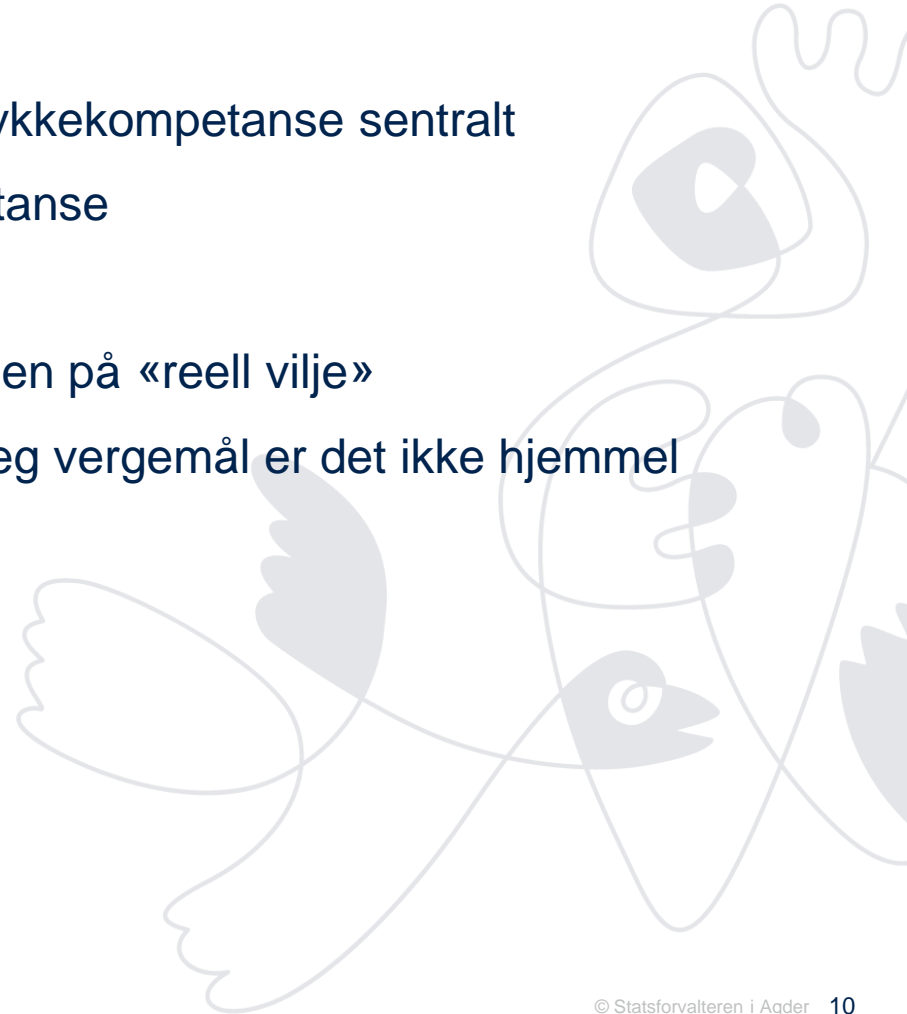 ykkekompetanse sentralt
tanse
en på «reell vilje»
eg vergemål er det ikke hjemmel
© Statsforvalteren i Agder 10